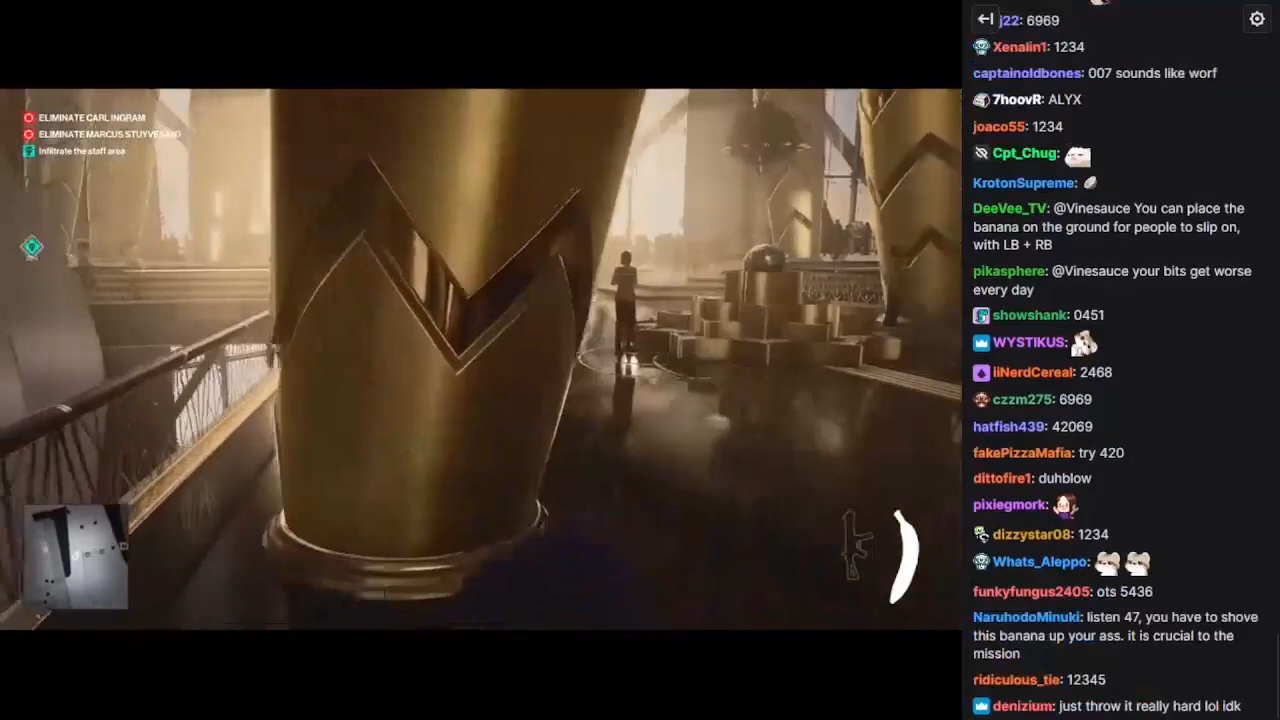 ELIMINATE CARL INGRAM
ELIMINATE MARCUS STUYVESAND
Infiltrate the staff area
j22: 6969
Xenalin1: 1234
captainoldbones: 007 sounds like worf
7hoovR: ALYX
joaco55: 1234
Cpt_Chug:
KrotonSupreme:
DeeVee_TV: @Vinesauce You can place the
banana on the ground for people to slip on,
with LB + RB
pikasphere: @Vinesauce your bits get worse
every day
showshank: 0451
WYSTIKUS:
iiNerdCereal: 2468
czzm275: 6969
hatfish439: 42069
fakePizzaMafia: try 420
dittofire1: duhblow
pixiegmork:
dizzystar08: 1234
Whats_Aleppo:
funkyfungus2405: ots 5436
NaruhodoMinuki: listen 47, you have to shove
this banana up your ass. it is crucial to the
mission
ridiculous_tie: 12345
denizium: just throw it really hard lol idk